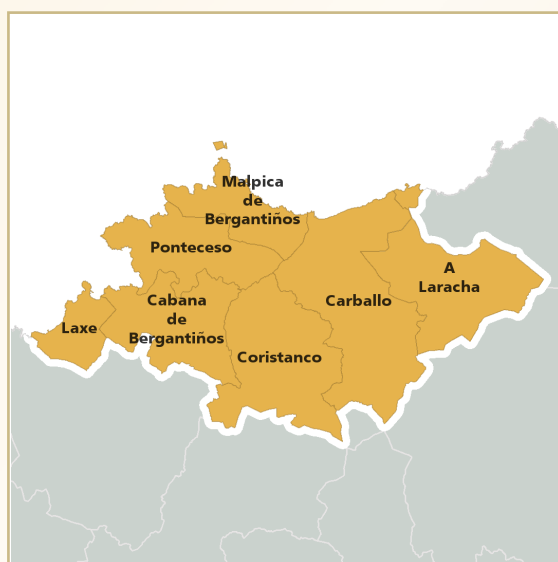 Malpica
de
Bergantiños
Ponteceso
A
Laracha
Cabana
de
Bergantiños
Carballo
Laxe
Coristanco